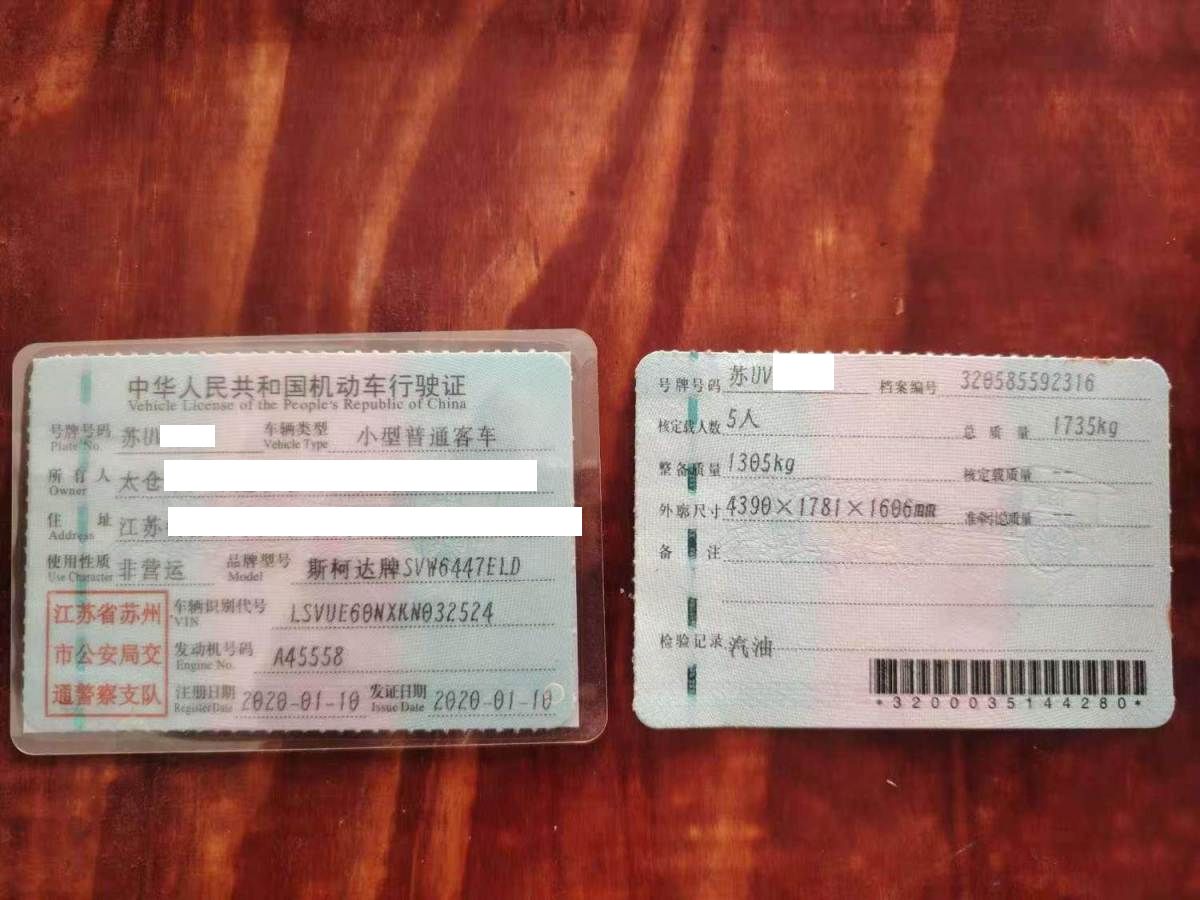 中华人民共和国机动车行驶证
Vehicle License of the People's Republic of China
号牌号码 苏UV 车辆类型 小型普通客车
Plate No. Vehicle Type
所有人 太仓
Owner
住址 江苏
Address
使用性质 非营运 品牌型号 斯柯达牌SVW6447ELD
Use Character Model
江苏省苏州
市公安局交
通警察支队
车辆识别代号 LSVUE60NXKN032524
VIN
发动机号码 A45558
Engine No.
注册日期 2020-01-10 发证日期 2020-01-10
Register Date Issue Date
号牌号码 苏UV 档案编号 320585592316
核定载人数 5人 总质量 1735kg
整备质量 1305kg 核定载质量 --
外廓尺寸 4390×1781×1606mm 准牵引总质量 --
备注
检验记录 汽油
*3200035144280*